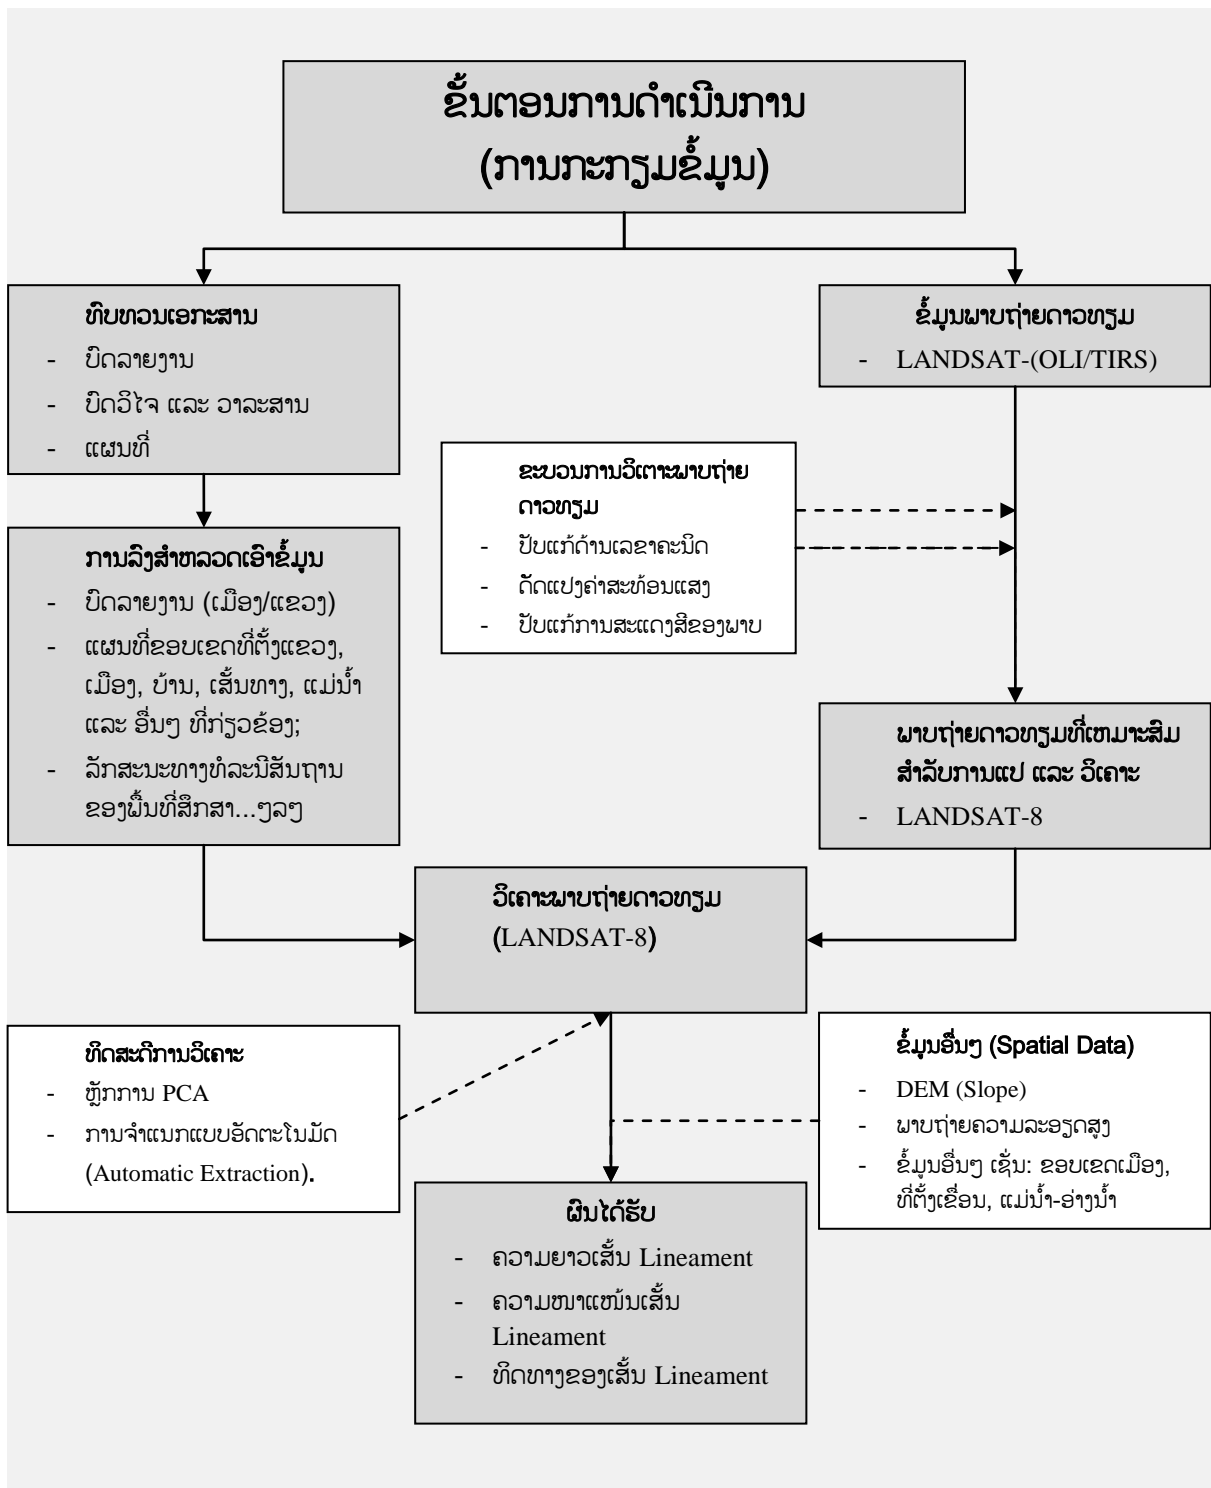 ຂັ້ນຕອນການດຳເນີນການ
(ການກະກຽມຂໍ້ມູນ)
ທົບທວນເອກະສານ
- ບົດລາຍງານ
- ບົດວິໄຈ ແລະ ວາລະສານ
- ແຜນທີ່
ຂໍ້ມູນພາບຖ່າຍດາວທຽມ
- LANDSAT-(OLI/TIRS)
ຂະບວນການວິເຕາະພາບຖ່າຍ
ດາວທຽມ
- ປັບແກ້ດ້ານເລຂາຄະນິດ
- ດັດແປງຄ່າສະທ້ອນແສງ
- ປັບແກ້ການສະແດງສີຂອງພາບ
ການລົງສຳຫລວດເອົາຂໍ້ມູນ
- ບົດລາຍງານ (ເມືອງ/ແຂວງ)
- ແຜນທີ່ຂອບເຂດທີ່ຕັ້ງແຂວງ,
ເມືອງ, ບ້ານ, ເສັ້ນທາງ, ແມ່ນ້ຳ
ແລະ ອື່ນໆ ທີ່ກ່ຽວຂ້ອງ;
- ລັກສະນະທາງທໍລະນີສັນຖານ
ຂອງພື້ນທີ່ສຶກສາ...ໆລໆ
ພາບຖ່າຍດາວທຽມທີ່ເຫມາະສົມ
ສຳລັບການແປ ແລະ ວິເຄາະ
- LANDSAT-8
ວິເຄາະພາບຖ່າຍດາວທຽມ
(LANDSAT-8)
ທິດສະດີການວິເຄາະ
- ຫຼັກການ PCA
- ການຈຳແນກແບບອັດຕະໂນມັດ
(Automatic Extraction).
ຂໍ້ມູນອື່ນໆ (Spatial Data)
- DEM (Slope)
- ພາບຖ່າຍຄວາມລະອຽດສູງ
- ຂໍ້ມູນອື່ນໆ ເຊັ່ນ: ຂອບເຂດເມືອງ,
ທີ່ຕັ້ງເຂື່ອນ, ແມ່ນ້ຳ-ອ່າງນ້ຳ
ຜົນໄດ້ຮັບ
- ຄວາມຍາວເສັ້ນ Lineament
- ຄວາມໜາແໜ້ນເສັ້ນ
Lineament
- ທິດທາງຂອງເສັ້ນ Lineament